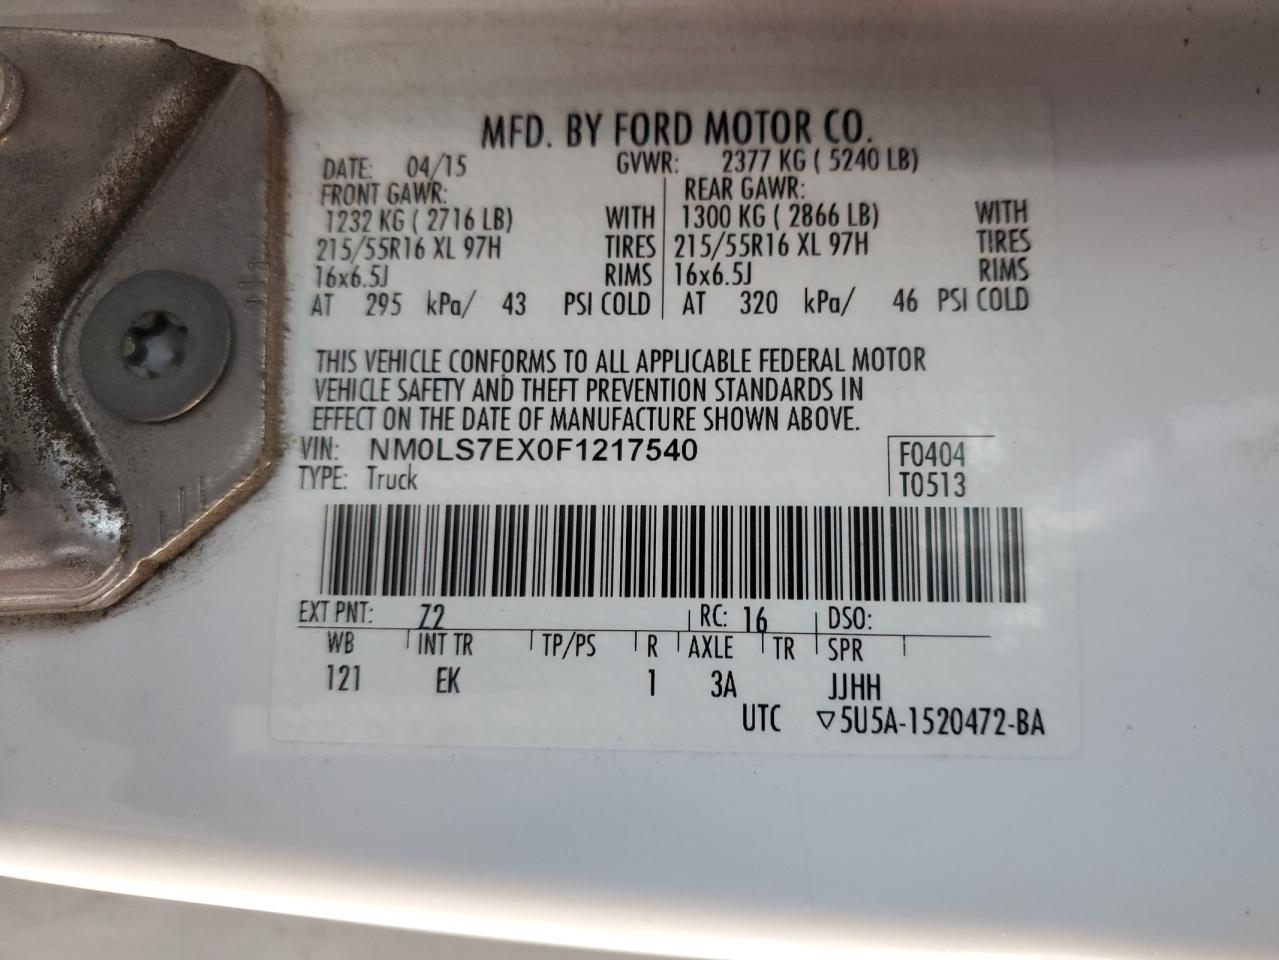 MFD. BY FORD MOTOR CO.
DATE: 04/15 GVWR: 2377 KG ( 5240 LB)
FRONT GAWR: REAR GAWR:
1232 KG ( 2716 LB) WITH 1300 KG ( 2866 LB) WITH
215/55R16 XL 97H TIRES 215/55R16 XL 97H TIRES
16x6.5J RIMS 16x6.5J RIMS
AT 295 kPa/ 43 PSI COLD AT 320 kPa/ 46 PSI COLD
THIS VEHICLE CONFORMS TO ALL APPLICABLE FEDERAL MOTOR
VEHICLE SAFETY AND THEFT PREVENTION STANDARDS IN
EFFECT ON THE DATE OF MANUFACTURE SHOWN ABOVE.
VIN: NM0LS7EX0F1217540 F0404
TYPE: Truck T0513
EXT PNT: Z2 RC: 16 DSO:
WB INT TR TP/PS R AXLE TR SPR
121 EK 1 3A JJHH
UTC ▽5U5A-1520472-BA